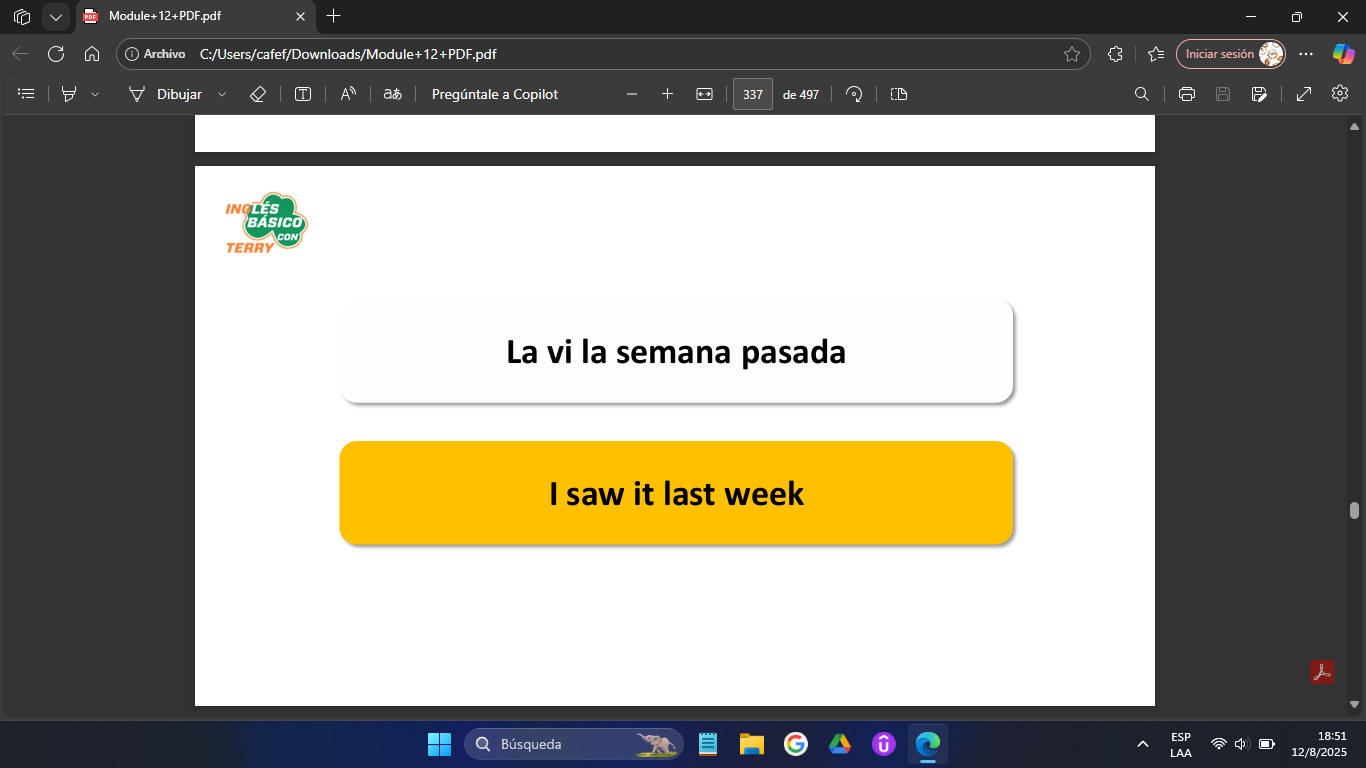 Module+12+PDF.pdf
Archivo C:/Users/cafef/Downloads/Module+12+PDF.pdf Iniciar sesión
Dibujar aあ Pregúntale a Copilot 337 de 497
INGLÉS
BÁSICO
CON
TERRY
La vi la semana pasada
I saw it last week
Búsqueda
ESP
LAA
18:51
12/8/2025